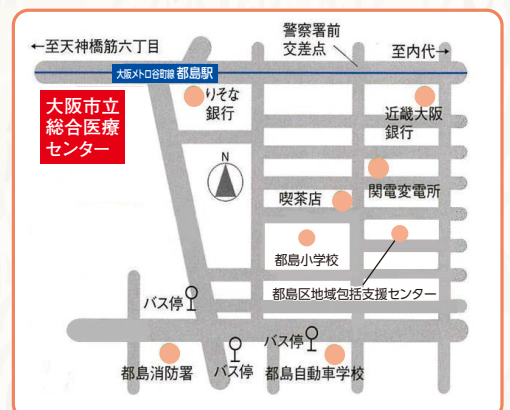 警察署前
交差点
←至天神橋筋六丁目
至内代→
大阪メトロ谷町線 都島駅
大阪市立
総合医療
センター
りそな
銀行
近畿大阪
銀行
N
関電変電所
喫茶店
都島小学校
都島区地域包括支援センター
バス停
バス停
バス停
都島消防署
都島自動車学校